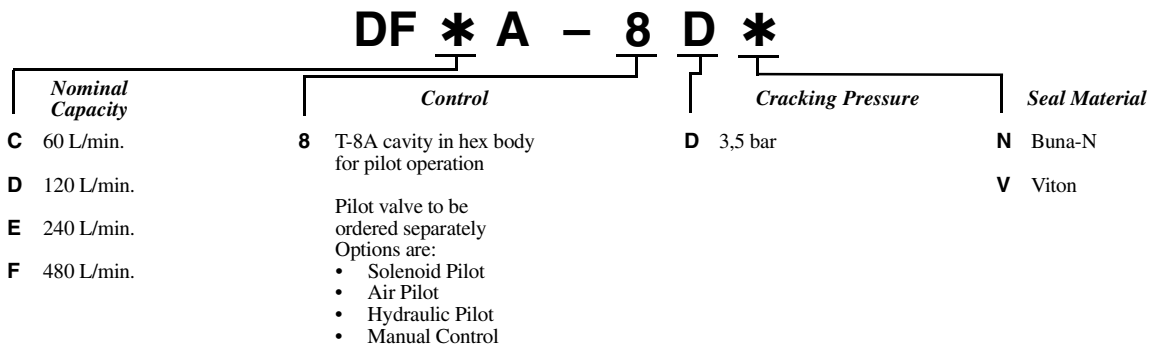 DF ✱ A – 8 D ✱
Nominal
Capacity
C 60 L/min.
D 120 L/min.
E 240 L/min.
F 480 L/min.
Control
8 T-8A cavity in hex body
for pilot operation
Pilot valve to be
ordered separately
Options are:
• Solenoid Pilot
• Air Pilot
• Hydraulic Pilot
• Manual Control
Cracking Pressure
D 3,5 bar
Seal Material
N Buna-N
V Viton